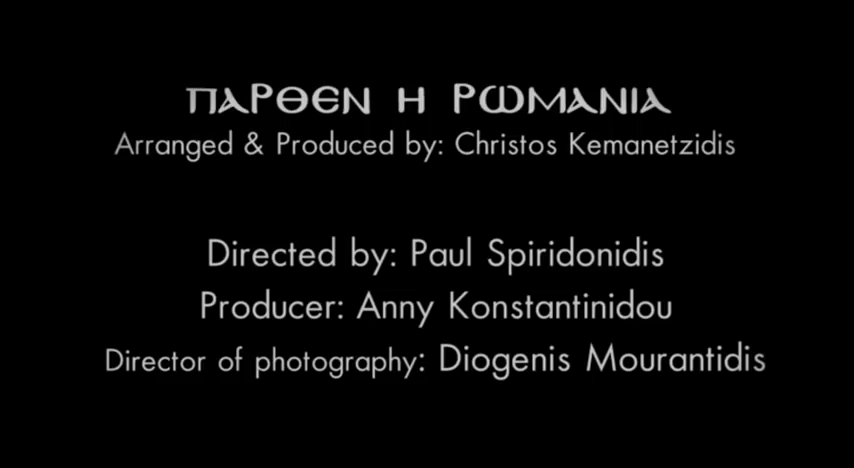 ΠΑΡΘΕΝ Η ΡΩΜΑΝΙΑ
Arranged & Produced by: Christos Kemanetzidis
Directed by: Paul Spiridonidis
Producer: Anny Konstantinidou
Director of photography: Diogenis Mourantidis